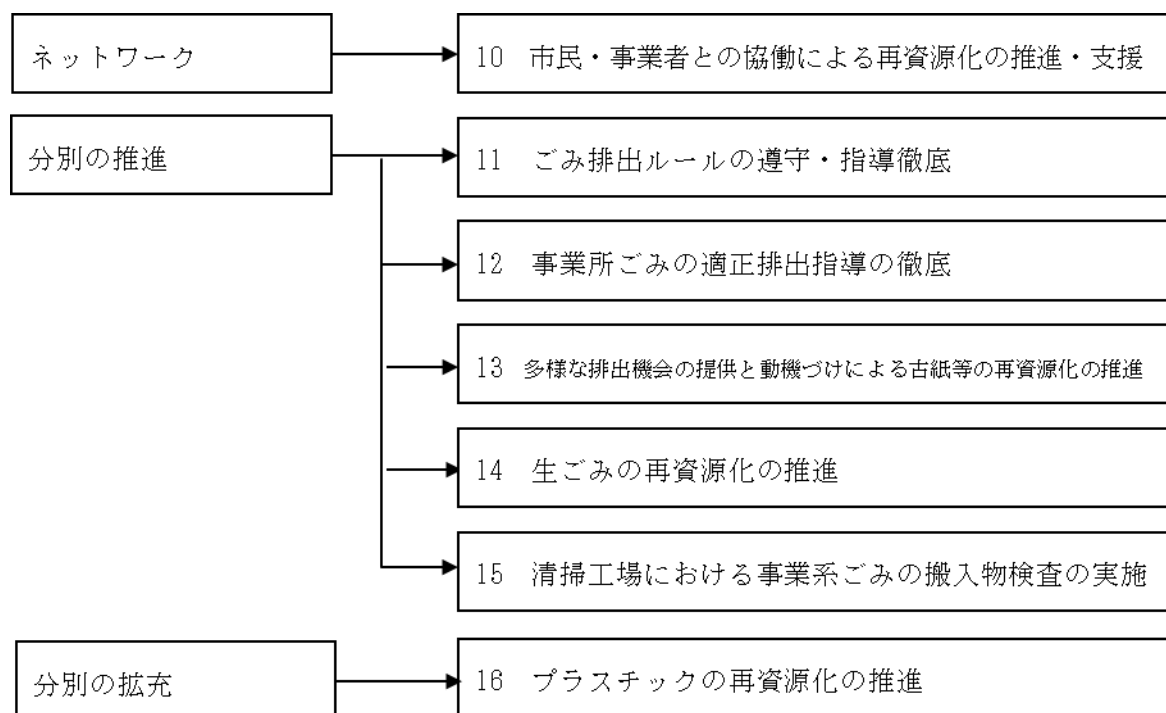 ネットワーク
10 市民・事業者との協働による再資源化の推進・支援
分別の推進
11 ごみ排出ルールの遵守・指導徹底
12 事業所ごみの適正排出指導の徹底
13 多様な排出機会の提供と動機づけによる古紙等の再資源化の推進
14 生ごみの再資源化の推進
15 清掃工場における事業系ごみの搬入物検査の実施
分別の拡充
16 プラスチックの再資源化の推進